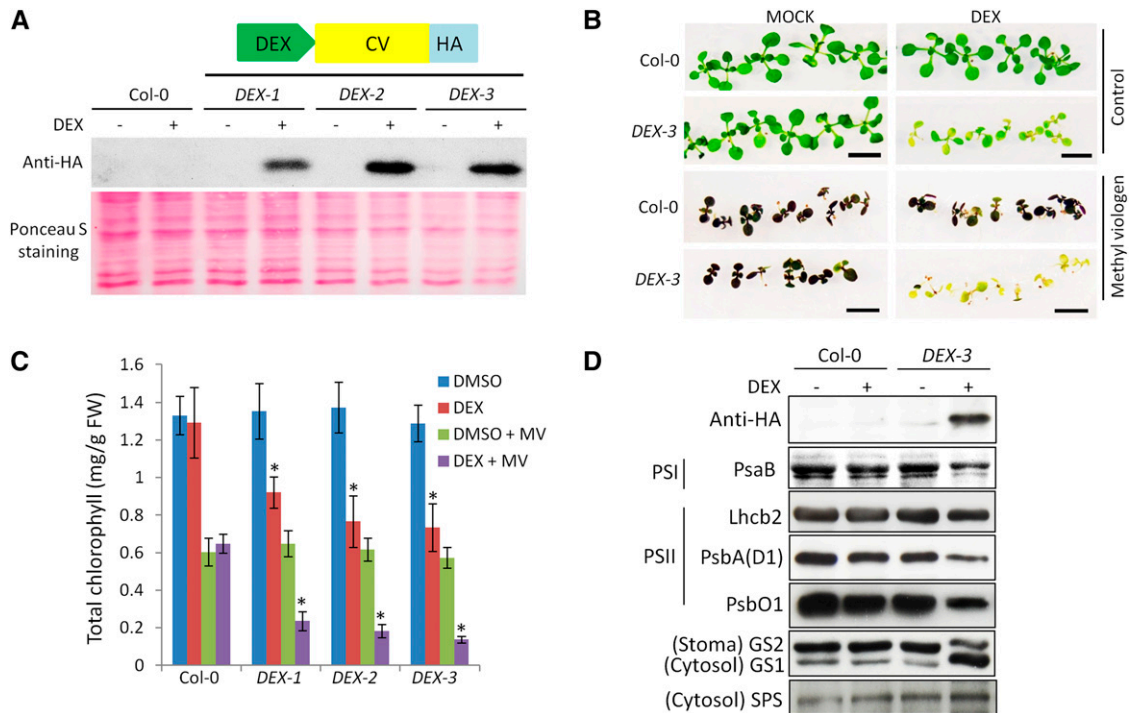 A
DEX CV HA
Col-0 DEX-1 DEX-2 DEX-3
DEX - + - + - + - +
Anti-HA
Ponceau S
staining
B
MOCK DEX
Col-0
DEX-3
Control
Col-0
DEX-3
Methyl viologen
C
Total chlorophyll (mg/g FW)
1.6
1.4
1.2
1
0.8
0.6
0.4
0.2
0
DMSO
DEX
DMSO + MV
DEX + MV
* * * * * *
Col-0 DEX-1 DEX-2 DEX-3
D
Col-0 DEX-3
DEX - + - +
Anti-HA
PSI PsaB
Lhcb2
PSII PsbA(D1)
PsbO1
(Stoma) GS2
(Cytosol) GS1
(Cytosol) SPS